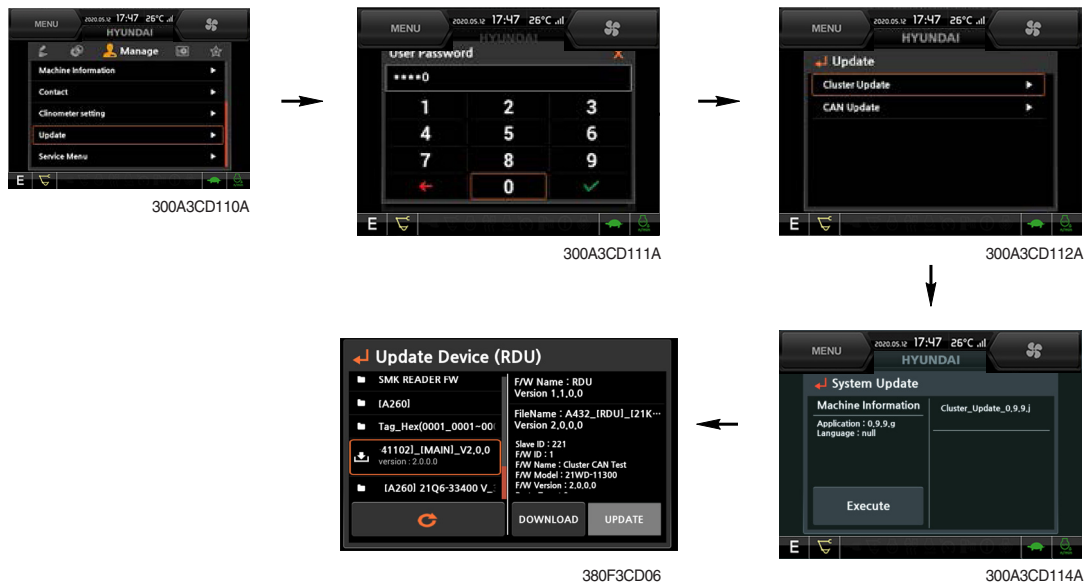 MENU
2020.05.12 17:47 26°C
HYUNDAI
Manage
Machine Information
Contact
Clinometer setting
Update
Service Menu
E
300A3CD110A
MENU
2020.05.12 17:47 26°C
HYUNDAI
User Password
X
****0
1 2 3
4 5 6
7 8 9
0
E
300A3CD111A
MENU
2020.05.12 17:47 26°C
HYUNDAI
Update
Cluster Update
CAN Update
E
300A3CD112A
MENU
2020.05.12 17:47 26°C
HYUNDAI
System Update
Machine Information
Application : 0,9,9,g
Language : null
Cluster_Update_0,9,9,j
Execute
E
300A3CD114A
Update Device (RDU)
SMK READER FW
[A260]
Tag_Hex(0001_0001~00
41102]_[MAIN]_V2,0,0
version : 2.0.0.0
[A260] 21Q6-33400 V_
F/W Name : RDU
Version 1,1,0,0
FileName : A432_[RDU]_[21K···
Version 2,0,0,0
Slave ID : 221
F/W ID : 1
F/W Name : Cluster CAN Test
F/W Model : 21WD-11300
F/W Version : 2,0,0,0
DOWNLOAD
UPDATE
380F3CD06